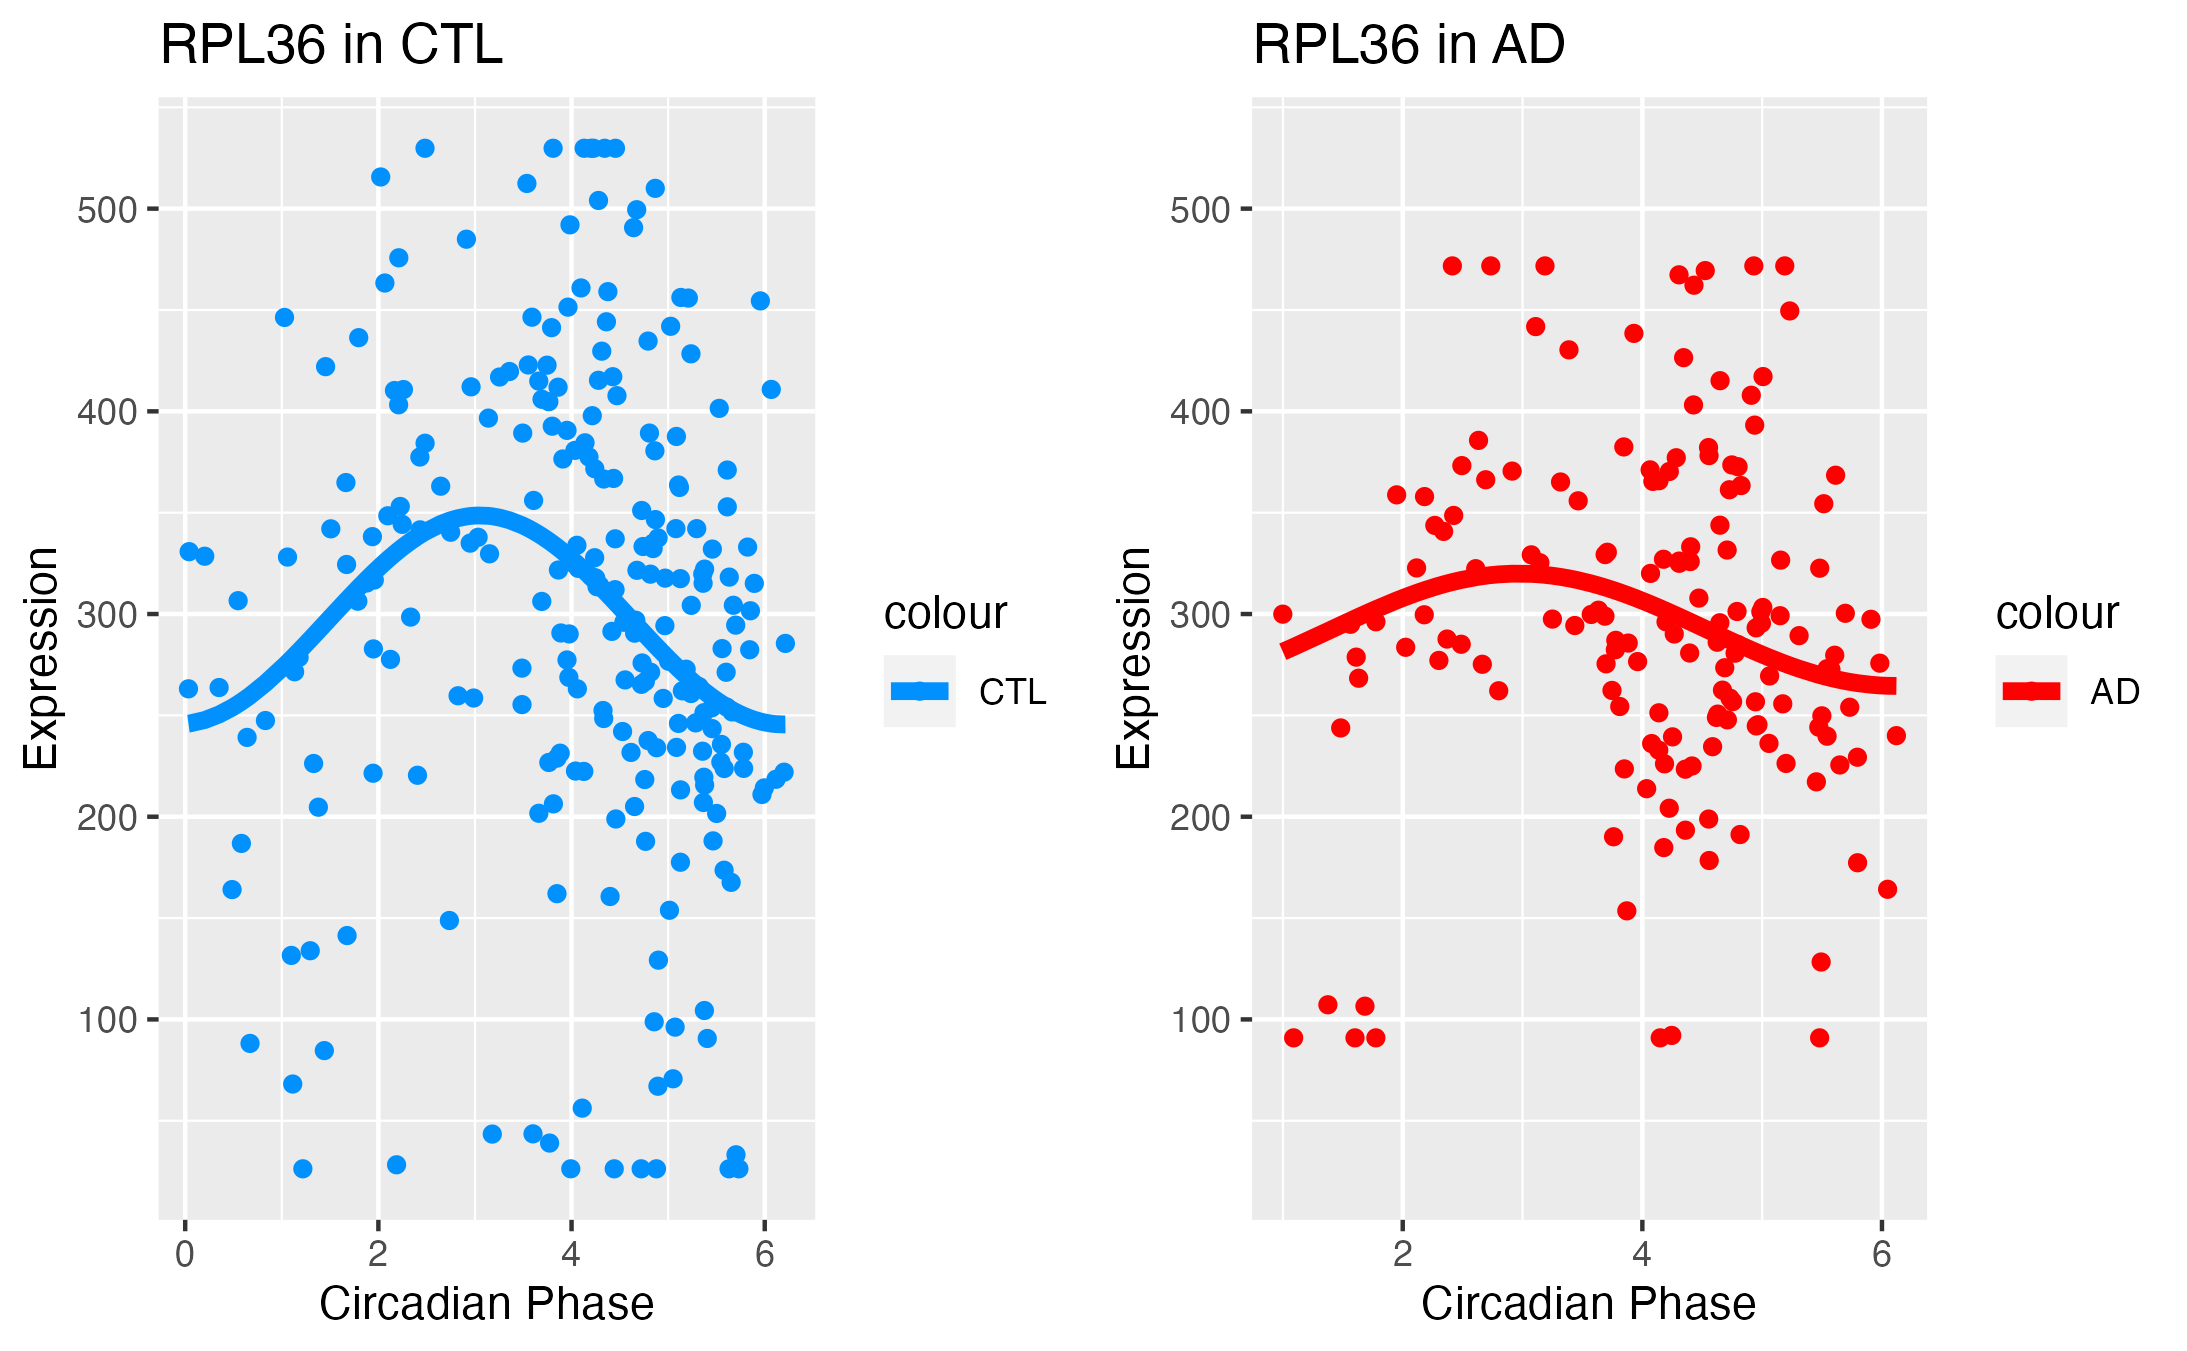 RPL36 in CTL
Expression
500
400
300
200
100
0 2 4 6
Circadian Phase
colour
CTL
RPL36 in AD
Expression
500
400
300
200
100
2 4 6
Circadian Phase
colour
AD